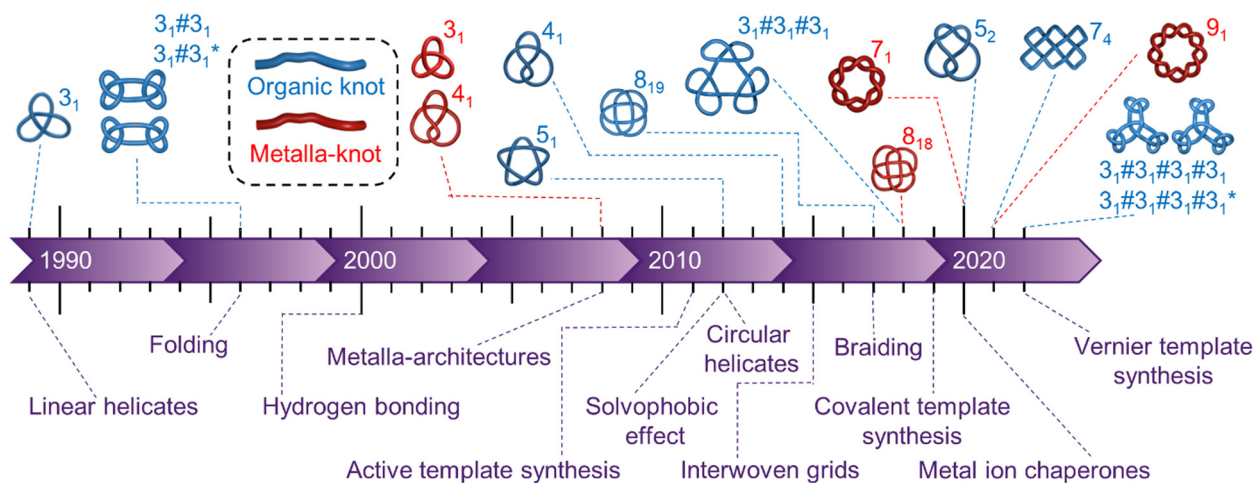 3₁
3₁#3₁
3₁#3₁*
Organic knot
Metalla-knot
3₁
4₁
4₁
5₁
8₁₉
3₁#3₁#3₁
7₁
8₁₈
5₂
7₄
9₁
3₁#3₁#3₁#3₁
3₁#3₁#3₁#3₁*
1990
2000
2010
2020
Linear helicates
Folding
Hydrogen bonding
Metalla-architectures
Active template synthesis
Solvophobic
effect
Circular
helicates
Interwoven grids
Braiding
Covalent template
synthesis
Metal ion chaperones
Vernier template
synthesis